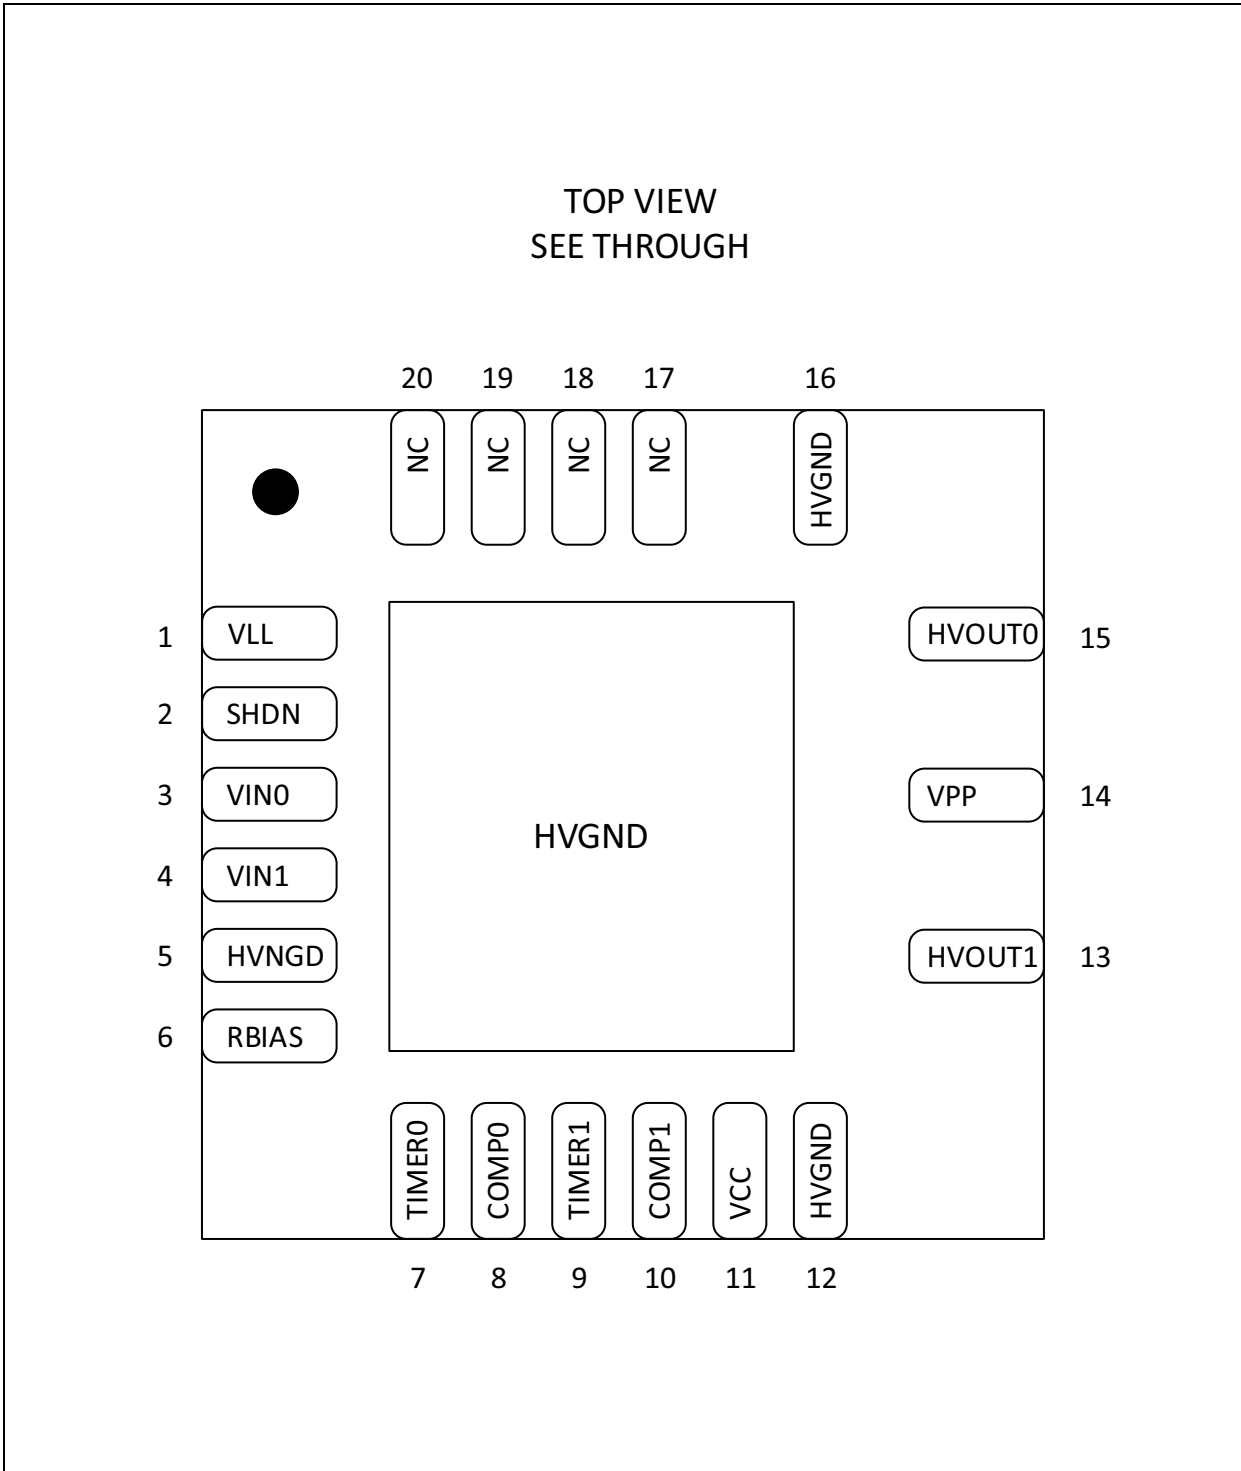 TOP VIEW
SEE THROUGH
20 19 18 17 16
NC NC NC NC HVGND
1 VLL HVOUT0 15
2 SHDN
3 VIN0 VPP 14
HVGND
4 VIN1
5 HVNGD HVOUT1 13
6 RBIAS
TIMER0 COMP0 TIMER1 COMP1 VCC HVGND
7 8 9 10 11 12